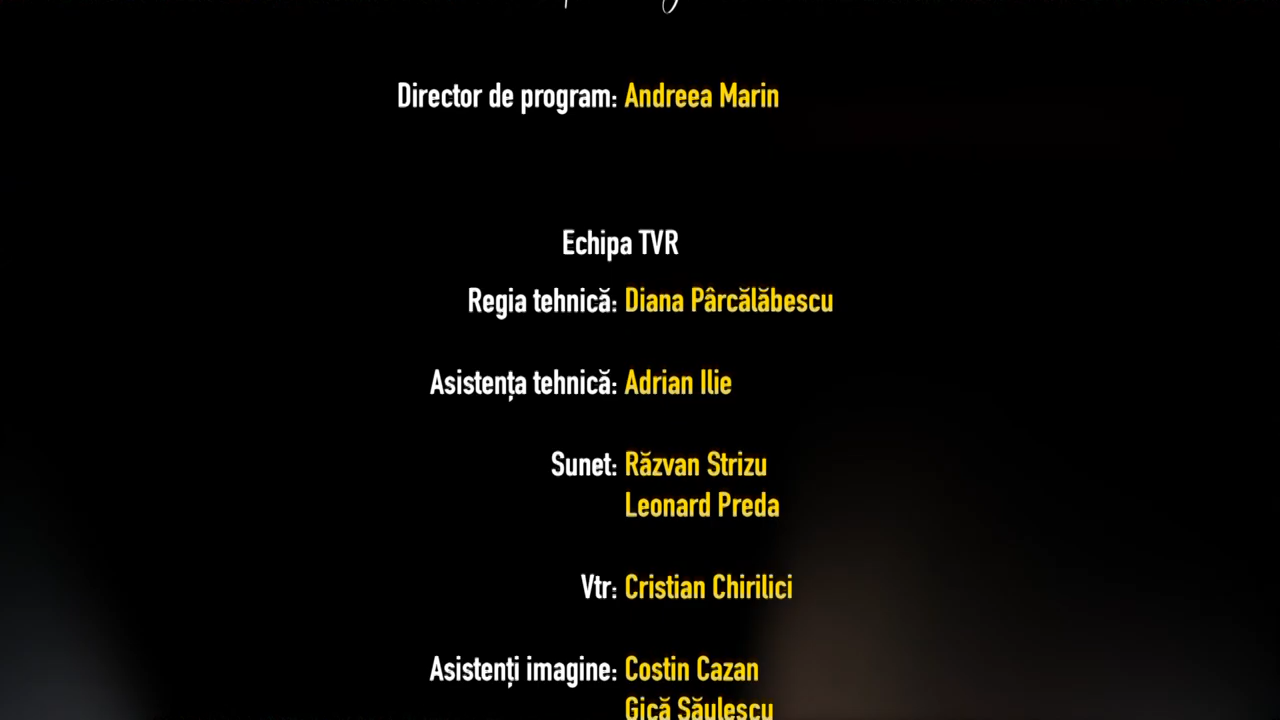 Director de program: Andreea Marin
Echipa TVR
Regia tehnică: Diana Pârcălăbescu
Asistența tehnică: Adrian Ilie
Sunet: Răzvan Strizu
Leonard Preda
Vtr: Cristian Chirilici
Asistenți imagine: Costin Cazan
Gică Săulescu